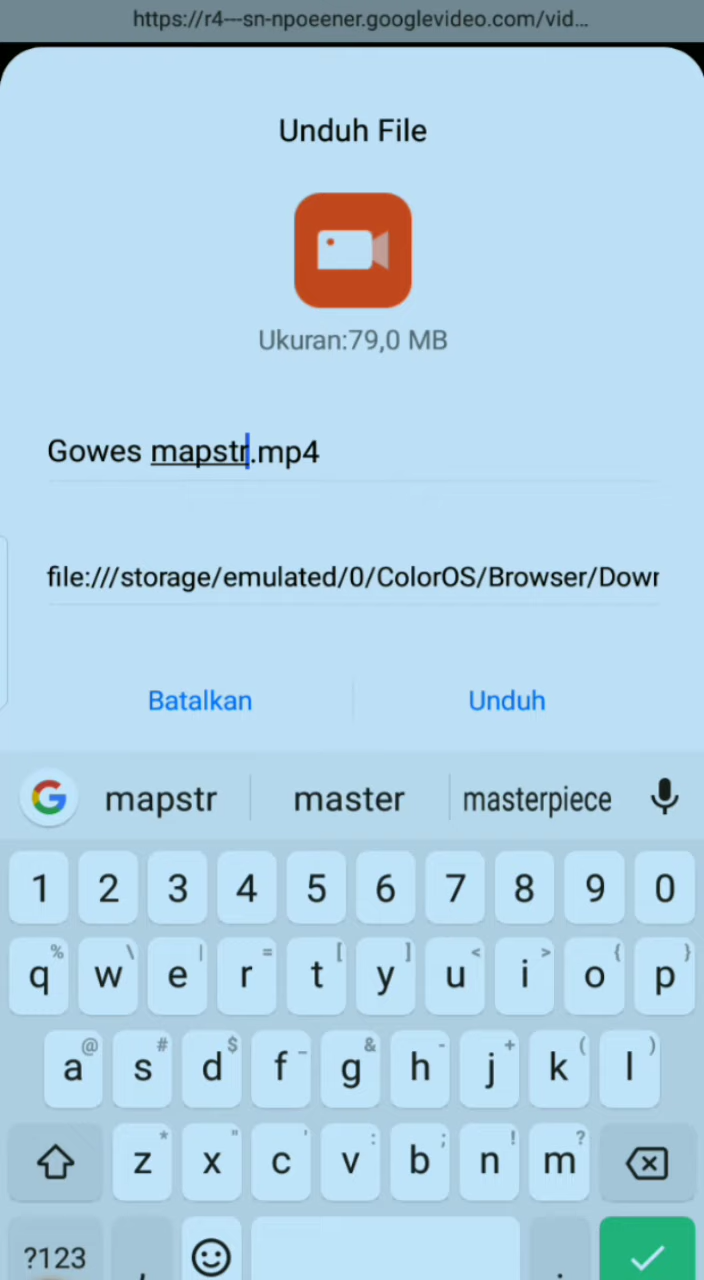 https://r4---sn-npoeener.googlevideo.com/vid...
Unduh File
Ukuran:79,0 MB
Gowes mapstr.mp4
file:///storage/emulated/0/ColorOS/Browser/Down
Batalkan Unduh
mapstr master masterpiece
1 2 3 4 5 6 7 8 9 0
% \ | = [ ] < > { }
q w e r t y u i o p
@ # $ _ & - + ( )
a s d f g h j k l
* " ' : ; ! ?
z x c v b n m
?123 , .